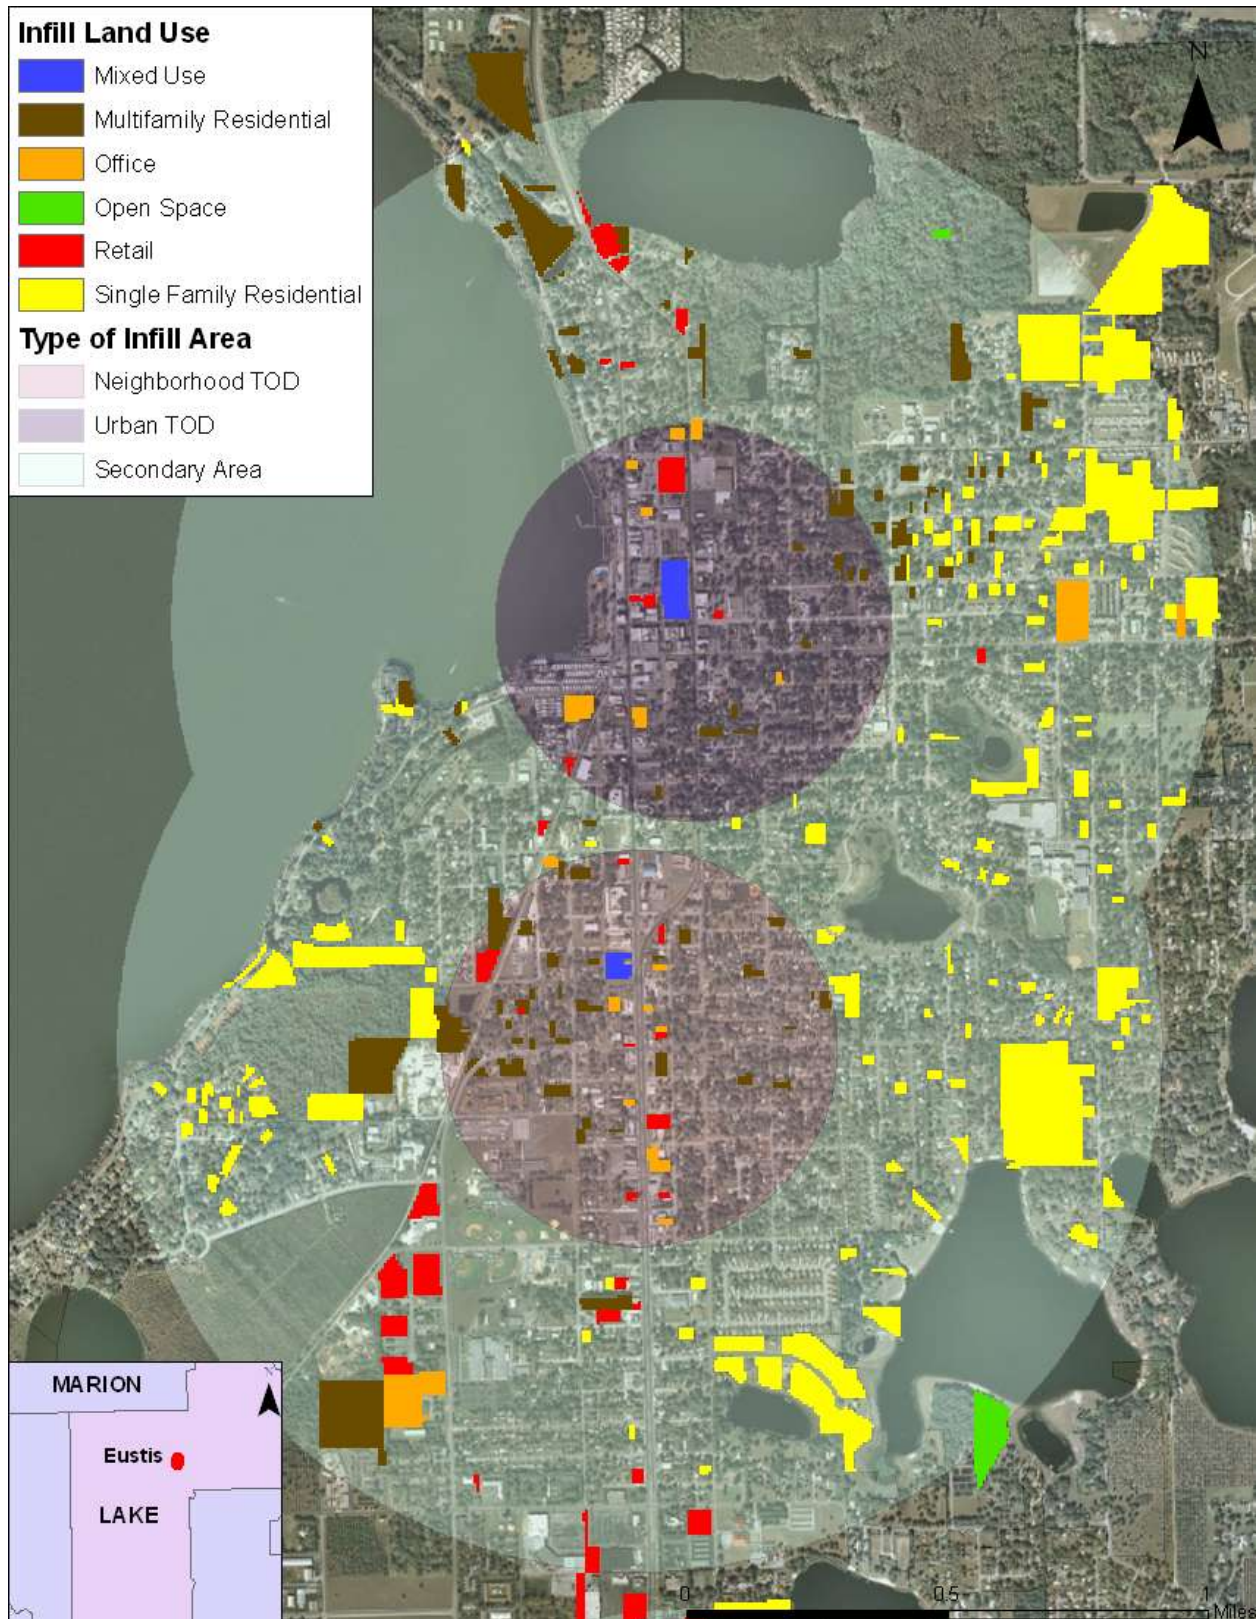 Infill Land Use
Mixed Use
Multifamily Residential
Office
Open Space
Retail
Single Family Residential
Type of Infill Area
Neighborhood TOD
Urban TOD
Secondary Area
N
MARION
Eustis
LAKE
0 0.5 1
Miles